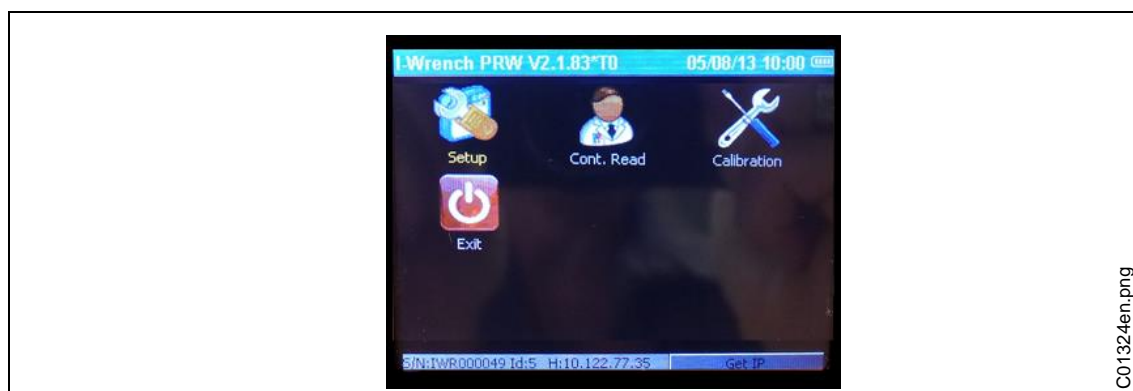 I-Wrench PRW V2.1.83*T0 05/08/13 10:00
Setup Cont. Read Calibration
Exit
S/N:IWR000049 Id:5 H:10.122.77.35 Get IP
C01324en.png